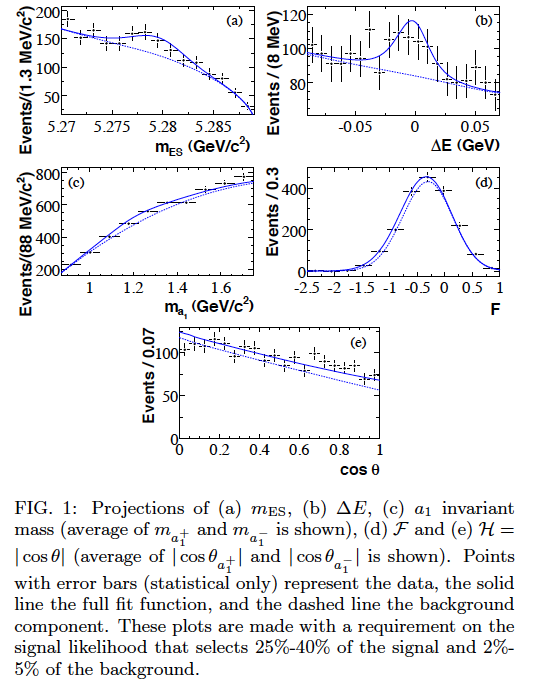 (a)
Events/(1.3 MeV/c²)
200
150
100
50
5.27 5.275 5.28 5.285
m_ES (GeV/c²)
(b)
Events / (8 MeV)
120
100
80
-0.05 0 0.05
ΔE (GeV)
(c)
Events/(88 MeV/c²)
800
600
400
200
1 1.2 1.4 1.6
m_a₁ (GeV/c²)
(d)
Events / 0.3
400
200
0
-2.5 -2 -1.5 -1 -0.5 0 0.5 1
F
(e)
Events / 0.07
100
50
0
0 0.2 0.4 0.6 0.8 1
cos θ
FIG. 1: Projections of (a) m_ES, (b) ΔE, (c) a₁ invariant
mass (average of m_{a₁⁺} and m_{a₁⁻} is shown), (d) ℱ and (e) ℋ =
|cos θ| (average of |cos θ_{a₁⁺}| and |cos θ_{a₁⁻}| is shown). Points
with error bars (statistical only) represent the data, the solid
line the full fit function, and the dashed line the background
component. These plots are made with a requirement on the
signal likelihood that selects 25%-40% of the signal and 2%-
5% of the background.